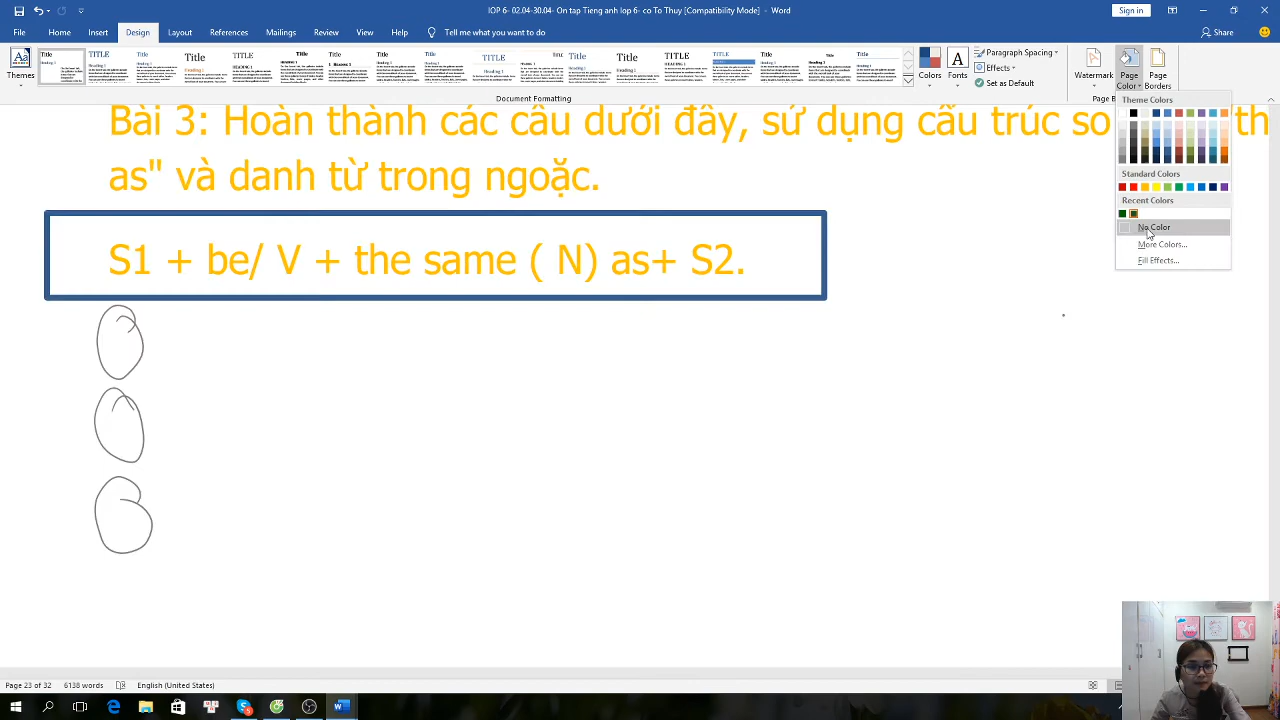 IOP 6- 02.04-30.04- On tap Tieng anh lop 6- co To Thuy [Compatibility Mode] - Word
Sign in
File Home Insert Draw Design Layout References Mailings Review View Help Tell me what you want to do Share
Themes
Colors
Fonts
Paragraph Spacing
Effects
Set as Default
Watermark
Page Color
Page Borders
Document Formatting
Page B
Theme Colors
Standard Colors
Recent Colors
No Color
More Colors...
Fill Effects...
Bài 3: Hoàn thành các câu dưới đây, sử dụng cấu trúc so
as" và danh từ trong ngoặc.
S1 + be/ V + the same ( N) as+ S2.
Page 23 of 32 6138 words English (United States)